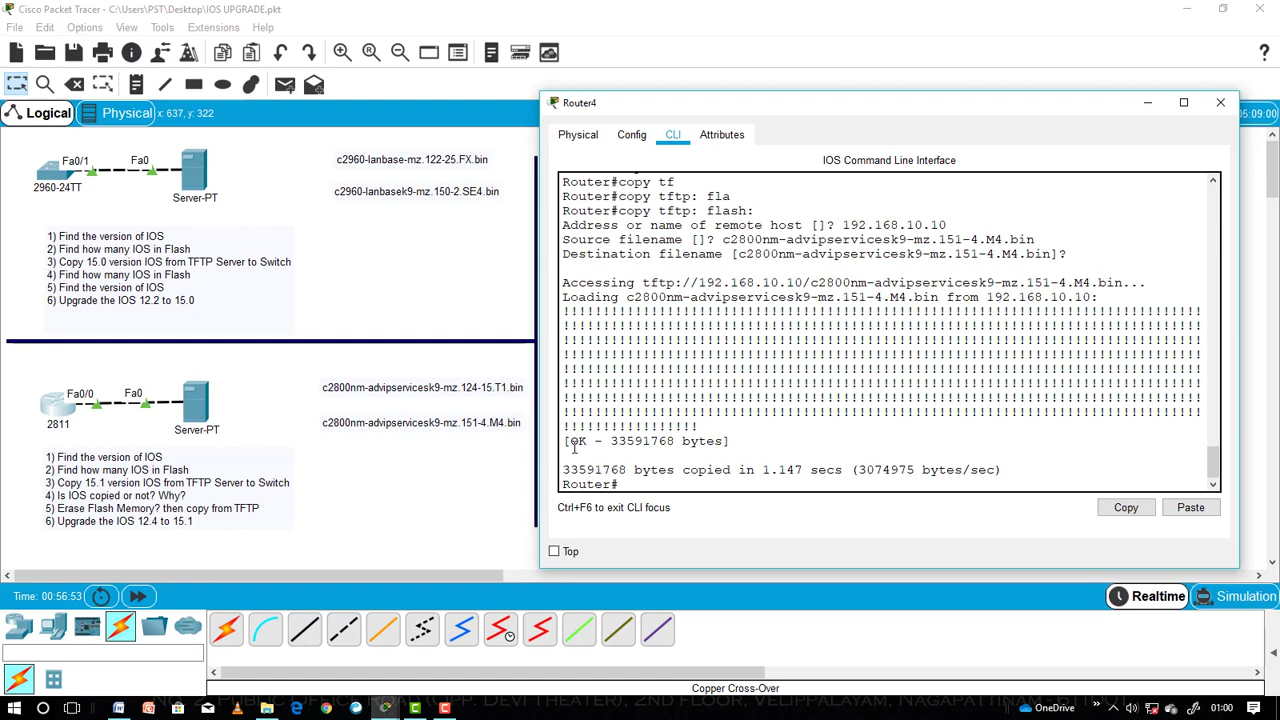 Cisco Packet Tracer - C:\Users\PST\Desktop\IOS UPGRADE.pkt
File Edit Options View Tools Extensions Help
Logical Physical x: 637, y: 322
05:09:00
Fa0/1 Fa0
2960-24TT
Server-PT
c2960-lanbase-mz.122-25.FX.bin
c2960-lanbasek9-mz.150-2.SE4.bin
1) Find the version of IOS
2) Find how many IOS in Flash
3) Copy 15.0 version IOS from TFTP Server to Switch
4) Find how many IOS in Flash
5) Find the version of IOS
6) Upgrade the IOS 12.2 to 15.0
Fa0/0 Fa0
2811
Server-PT
c2800nm-advipservicesk9-mz.124-15.T1.bin
c2800nm-advipservicesk9-mz.151-4.M4.bin
1) Find the version of IOS
2) Find how many IOS in Flash
3) Copy 15.1 version IOS from TFTP Server to Switch
4) Is IOS copied or not? Why?
5) Erase Flash Memory? then copy from TFTP
6) Upgrade the IOS 12.4 to 15.1
Router4
Physical Config CLI Attributes
IOS Command Line Interface
Router#copy tf
Router#copy tftp: fla
Router#copy tftp: flash:
Address or name of remote host []? 192.168.10.10
Source filename []? c2800nm-advipservicesk9-mz.151-4.M4.bin
Destination filename [c2800nm-advipservicesk9-mz.151-4.M4.bin]?
Accessing tftp://192.168.10.10/c2800nm-advipservicesk9-mz.151-4.M4.bin...
Loading c2800nm-advipservicesk9-mz.151-4.M4.bin from 192.168.10.10:
!!!!!!!!!!!!!!!!!!!!!!!!!!!!!!!!!!!!!!!!!!!!!!!!!!!!!!!!!!!!!!!!!!!!!!!!!!!!!!!!
!!!!!!!!!!!!!!!!!!!!!!!!!!!!!!!!!!!!!!!!!!!!!!!!!!!!!!!!!!!!!!!!!!!!!!!!!!!!!!!!
!!!!!!!!!!!!!!!!!!!!!!!!!!!!!!!!!!!!!!!!!!!!!!!!!!!!!!!!!!!!!!!!!!!!!!!!!!!!!!!!
!!!!!!!!!!!!!!!!!!!!!!!!!!!!!!!!!!!!!!!!!!!!!!!!!!!!!!!!!!!!!!!!!!!!!!!!!!!!!!!!
!!!!!!!!!!!!!!!!!!!!!!!!!!!!!!!!!!!!!!!!!!!!!!!!!!!!!!!!!!!!!!!!!!!!!!!!!!!!!!!!
!!!!!!!!!!!!!!!!!!!!!!!!!!!!!!!!!!!!!!!!!!!!!!!!!!!!!!!!!!!!!!!!!!!!!!!!!!!!!!!!
!!!!!!!!!!!!!!!!!!!!!!!!!!!!!!!!!!!!!!!!!!!!!!!!!!!!!!!!!!!!!!!!!!!!!!!!!!!!!!!!
!!!!!!!!!!!!!!!!!!!!!!!!!!!!!!!!!!!!!!!!!!!!!!!!!!!!!!!!!!!!!!!!!!!!!!!!!!!!!!!!
!!!!!!!!!!!!!!!!!
[OK - 33591768 bytes]
33591768 bytes copied in 1.147 secs (3074975 bytes/sec)
Router#
Ctrl+F6 to exit CLI focus
Copy Paste
Top
Time: 00:56:53
Realtime Simulation
Copper Cross-Over
OneDrive
01:00